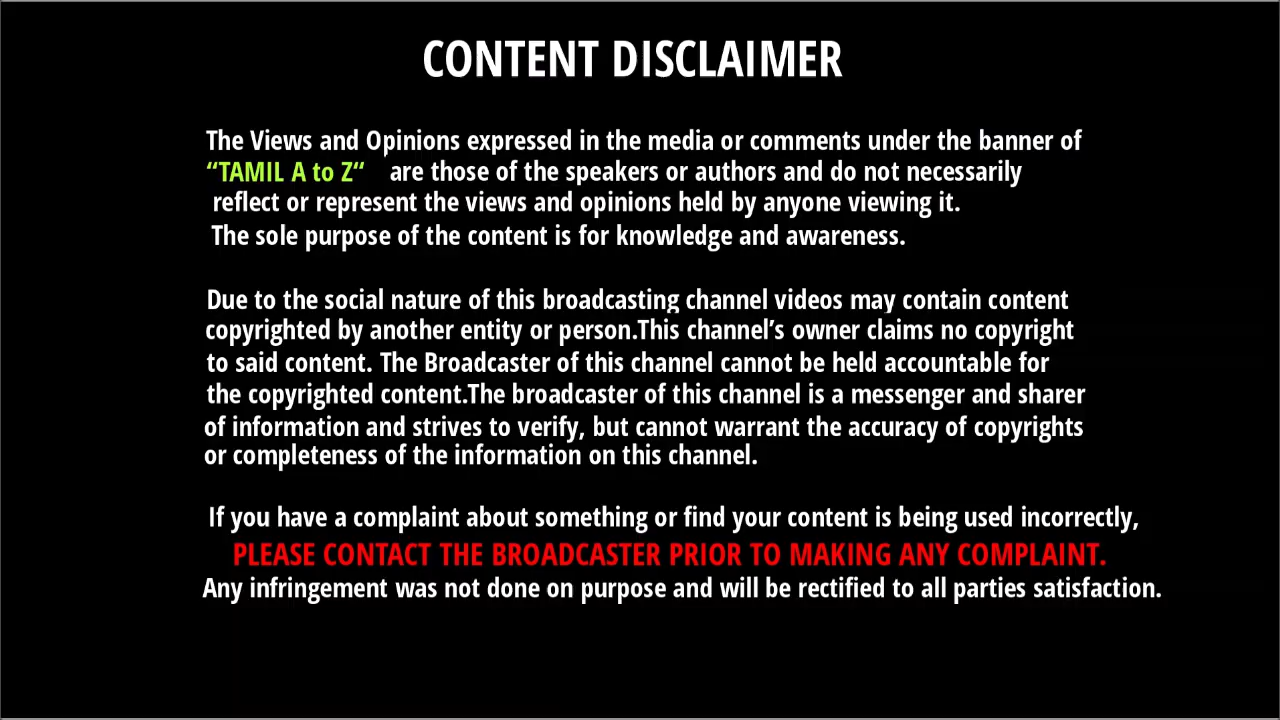 CONTENT DISCLAIMER
The Views and Opinions expressed in the media or comments under the banner of
“TAMIL A to Z“ are those of the speakers or authors and do not necessarily
reflect or represent the views and opinions held by anyone viewing it.
The sole purpose of the content is for knowledge and awareness.
Due to the social nature of this broadcasting channel videos may contain content
copyrighted by another entity or person.This channel’s owner claims no copyright
to said content. The Broadcaster of this channel cannot be held accountable for
the copyrighted content.The broadcaster of this channel is a messenger and sharer
of information and strives to verify, but cannot warrant the accuracy of copyrights
or completeness of the information on this channel.
If you have a complaint about something or find your content is being used incorrectly,
PLEASE CONTACT THE BROADCASTER PRIOR TO MAKING ANY COMPLAINT.
Any infringement was not done on purpose and will be rectified to all parties satisfaction.